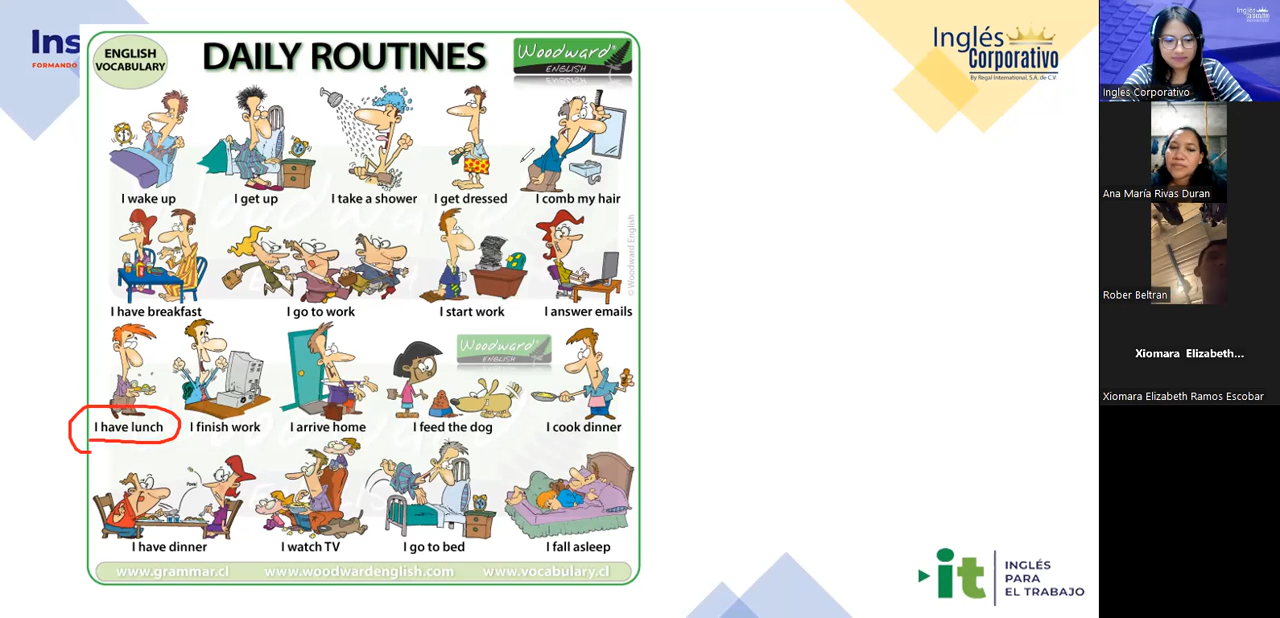 Ins
FORMANDO
ENGLISH
VOCABULARY
DAILY ROUTINES
Woodward®
ENGLISH
I wake up
I get up
I take a shower
I get dressed
I comb my hair
I have breakfast
I go to work
I start work
I answer emails
© Woodward English
Woodward®
ENGLISH
I have lunch
I finish work
I arrive home
I feed the dog
I cook dinner
I have dinner
I watch TV
I go to bed
I fall asleep
www.grammar.cl
www.woodwardenglish.com
www.vocabulary.cl
Inglés
Corporativo
By Regal International, S.A. de C.V.
it
INGLÉS
PARA
EL TRABAJO
Ingles Corporativo
Ana María Rivas Duran
Rober Beltran
Xiomara Elizabeth...
Xiomara Elizabeth Ramos Escobar